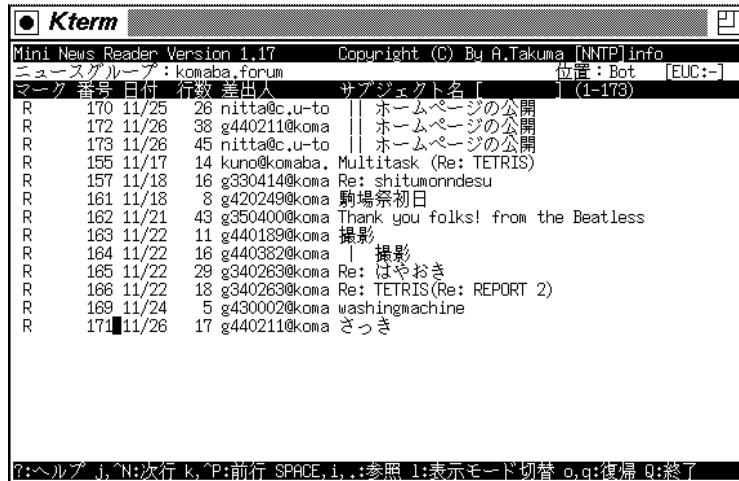 Kterm
Mini News Reader Version 1.17 Copyright (C) By A.Takuma [NNTP]info
ニュースグループ：komaba.forum 位置：Bot [EUC:-]
マーク 番号 日付 行数 差出人 サブジェクト名 [ ] (1-173)
R 170 11/25 26 nitta@c.u-to || ホームページの公開
R 172 11/26 38 g440211@koma || ホームページの公開
R 173 11/26 45 nitta@c.u-to || ホームページの公開
R 155 11/17 14 kuno@komaba. Multitask (Re: TETRIS)
R 157 11/18 16 g330414@koma Re: shitumonndesu
R 161 11/18 8 g420249@koma 駒場祭初日
R 162 11/21 43 g350400@koma Thank you folks! from the Beatless
R 163 11/22 11 g440189@koma 撮影
R 164 11/22 16 g440382@koma | 撮影
R 165 11/22 29 g340263@koma Re: はやおき
R 166 11/22 18 g340263@koma Re: TETRIS(Re: REPORT 2)
R 169 11/24 5 g430002@koma washingmachine
R 171 11/26 17 g440211@koma さっき
?:ヘルプ j,^N:次行 k,^P:前行 SPACE,i,.:参照 l:表示モード切替 o,q:復帰 Q:終了